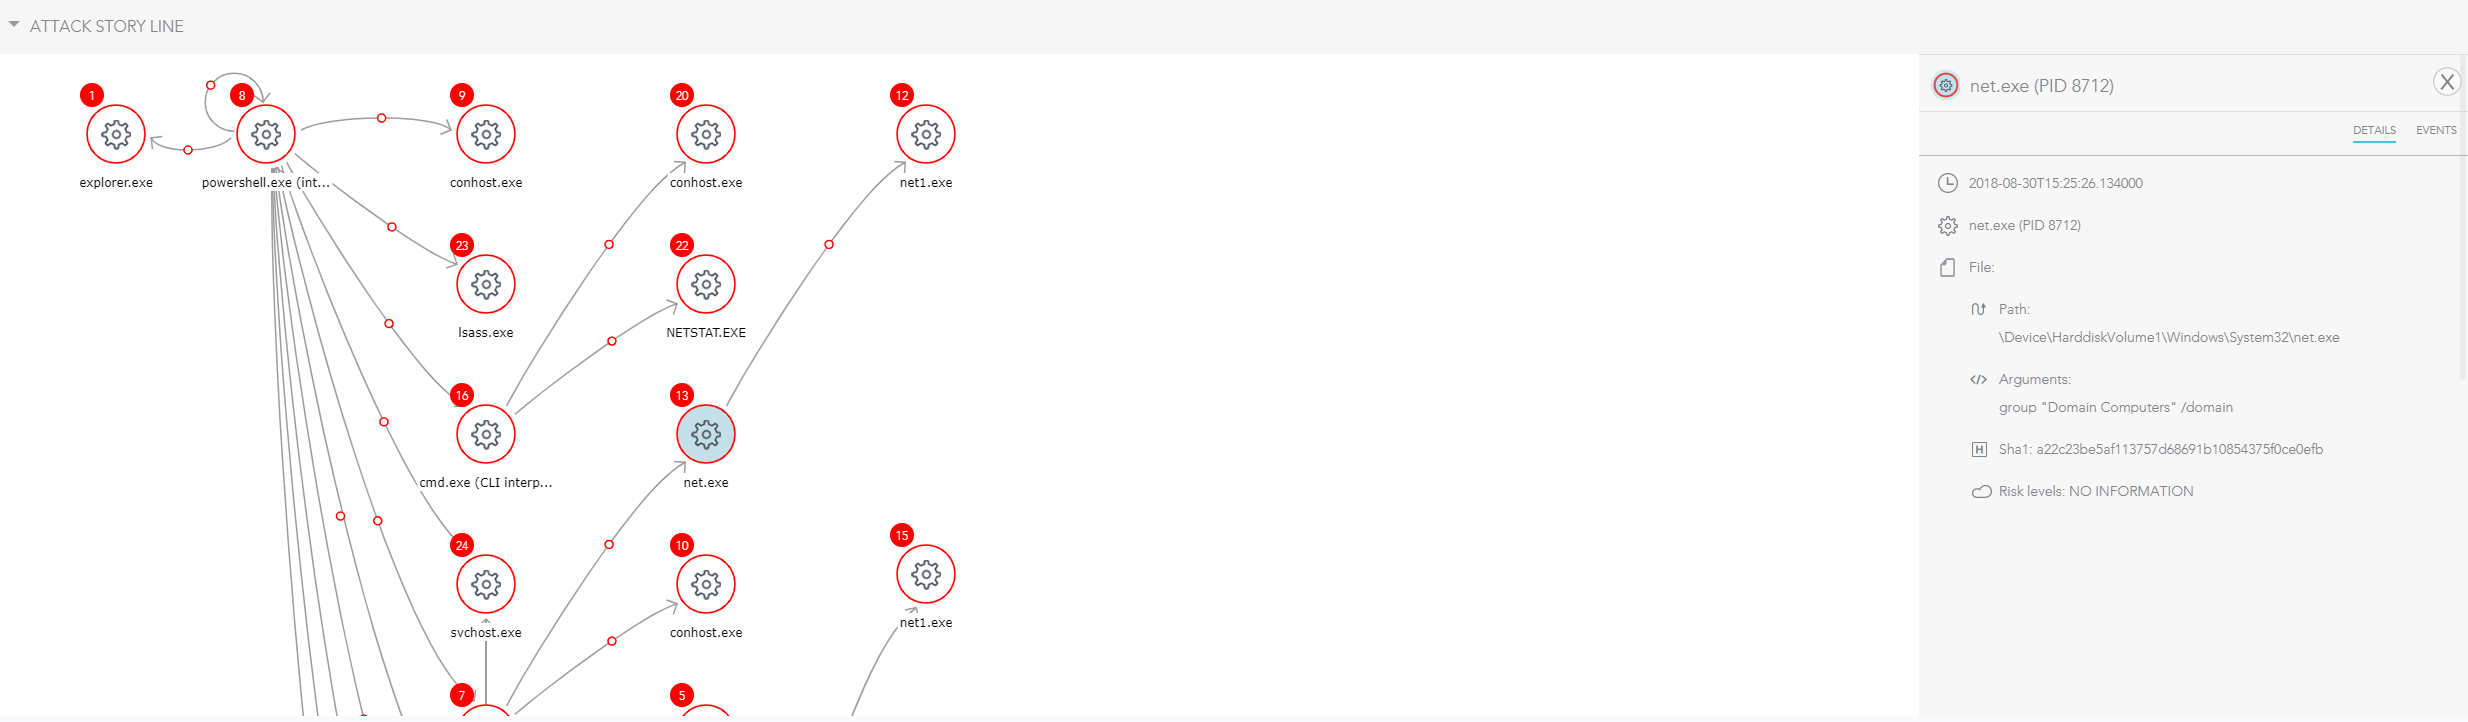 ATTACK STORY LINE
1
8
9
20
12
explorer.exe
powershell.exe (int...
conhost.exe
conhost.exe
net1.exe
23
22
lsass.exe
NETSTAT.EXE
16
13
cmd.exe (CLI interp...
net.exe
24
10
15
svchost.exe
conhost.exe
net1.exe
7
5
net.exe (PID 8712)
X
DETAILS
EVENTS
2018-08-30T15:25:26.134000
net.exe (PID 8712)
File:
Path:
\Device\HarddiskVolume1\Windows\System32\net.exe
Arguments:
group "Domain Computers" /domain
H
Sha1: a22c23be5af113757d68691b10854375f0ce0efb
Risk levels: NO INFORMATION